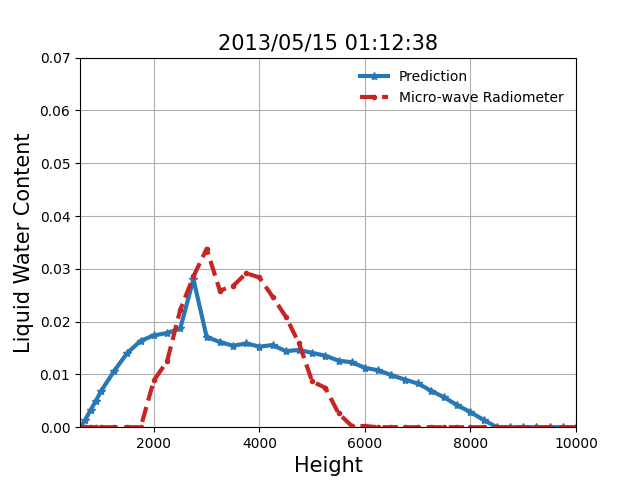 2013/05/15 01:12:38
0.07
0.06
0.05
0.04
0.03
0.02
0.01
0.00
Liquid Water Content
Prediction
Micro-wave Radiometer
2000 4000 6000 8000 10000
Height